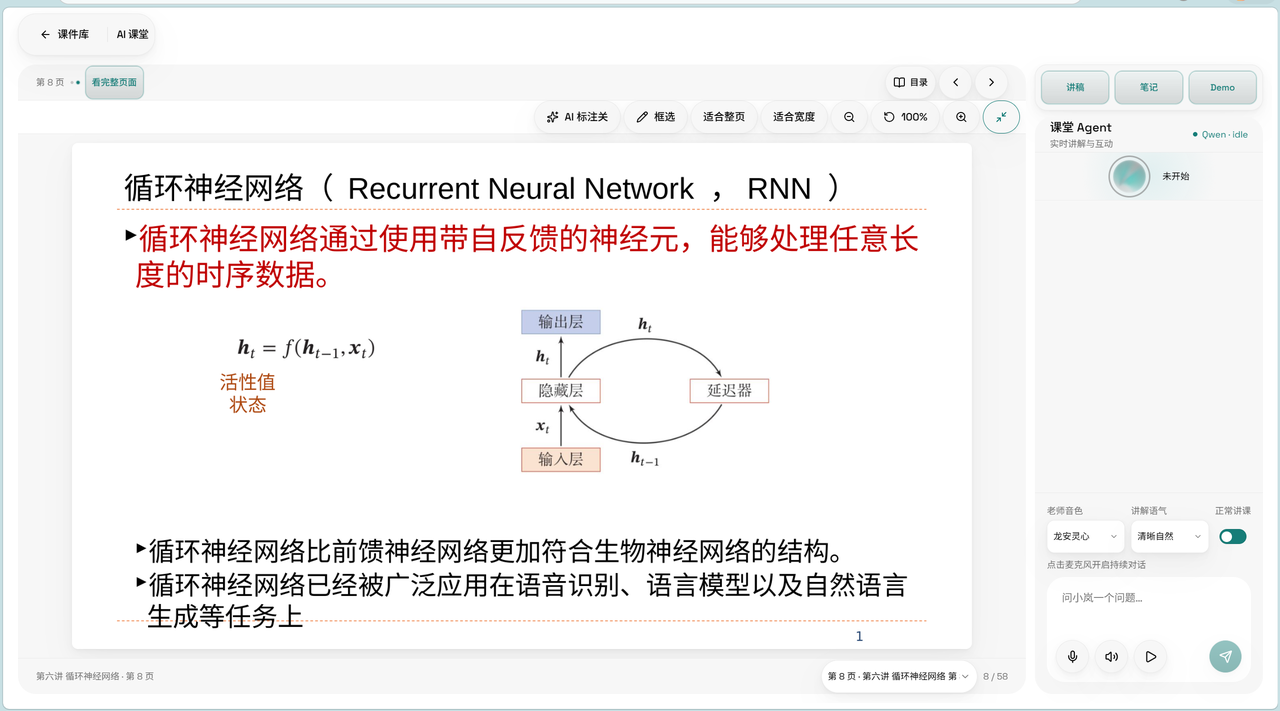 ← 课件库 AI 课堂
第 8 页 看完整页面 目录
AI 标注关 框选 适合整页 适合宽度 100%
循环神经网络（ Recurrent Neural Network ， RNN ）
循环神经网络通过使用带自反馈的神经元，能够处理任意长
度的时序数据。
h_t = f(h_{t−1}, x_t)
活性值
状态
输出层
h_t
h_t
隐藏层
延迟器
x_t
输入层
h_{t−1}
循环神经网络比前馈神经网络更加符合生物神经网络的结构。
循环神经网络已经被广泛应用在语音识别、语言模型以及自然语言
生成等任务上
1
第六讲 循环神经网络 · 第 8 页
第 8 页 · 第六讲 循环神经网络 第
8 / 58
讲稿 笔记 Demo
课堂 Agent
Qwen · idle
实时讲解与互动
未开始
老师音色 讲解语气 正常讲课
龙安灵心 清晰自然
点击麦克风开启持续对话
问小岚一个问题...